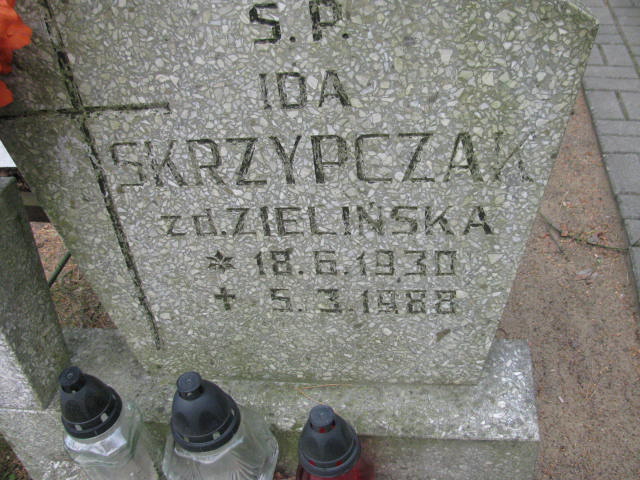 S.P.
IDA
SKRZYPCZAK
zd. ZIELIŃSKA
* 18.6.1930
+ 5.3.1988